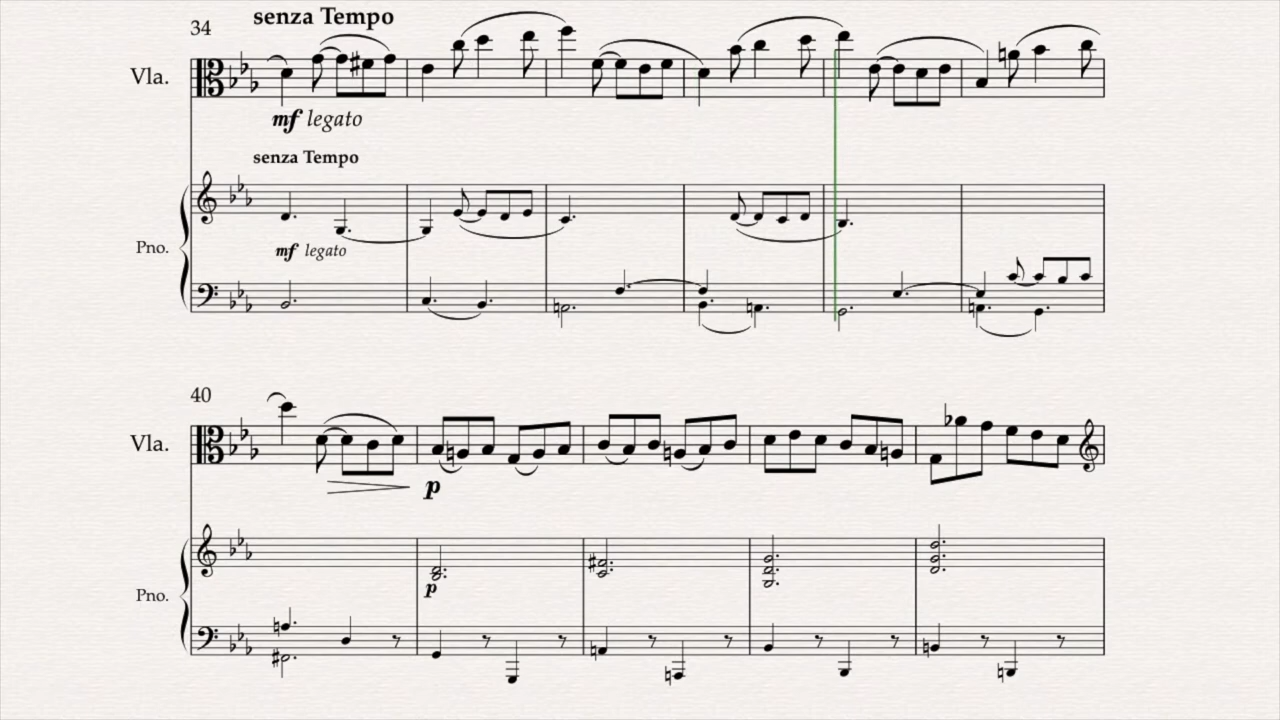 senza Tempo
34
Vla.
mf legato
senza Tempo
Pno.
mf legato
40
Vla.
p
Pno.
p